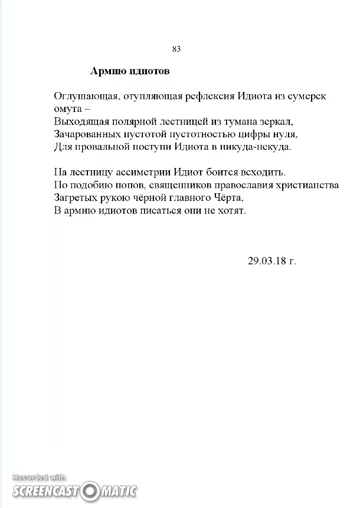 83
Армию идиотов
Оглушающая, отупляющая рефлексия Идиота из сумерек
омута –
Выходящая полярной лестницей из тумана зеркал,
Зачарованных пустотой пустотностью цифры нуля,
Для провальной поступи Идиота в никуда-некуда.
На лестницу ассиметрии Идиот боится всходить.
По подобию попов, священников православия христианства
Загретых рукою чёрной главного Чёрта,
В армию идиотов писаться они не хотят.
29.03.18 г.
Recorded with
SCREENCAST-O-MATIC